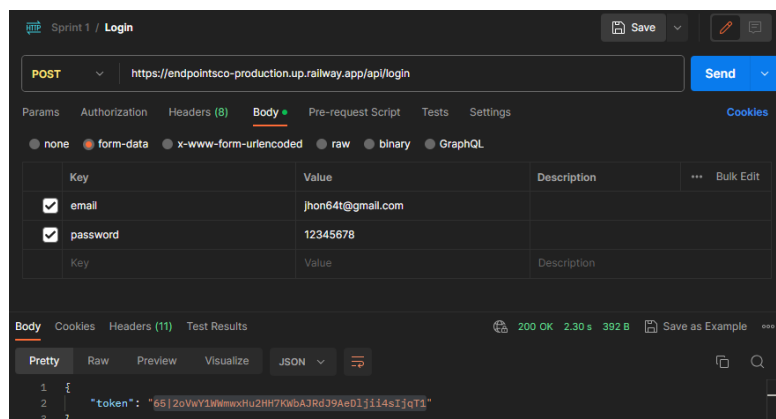 HTTP Sprint 1 / Login Save
POST https://endpointsco-production.up.railway.app/api/login Send
Params Authorization Headers (8) Body Pre-request Script Tests Settings Cookies
none form-data x-www-form-urlencoded raw binary GraphQL
Key Value Description ••• Bulk Edit
email jhon64t@gmail.com
password 12345678
Key Value Description
Body Cookies Headers (11) Test Results 200 OK 2.30 s 392 B Save as Example
Pretty Raw Preview Visualize JSON
1 {
2 "token": "65|2oVwY1WWmwxHu2HH7KWbAJRdJ9AeDljii4sIjqT1"
3 }